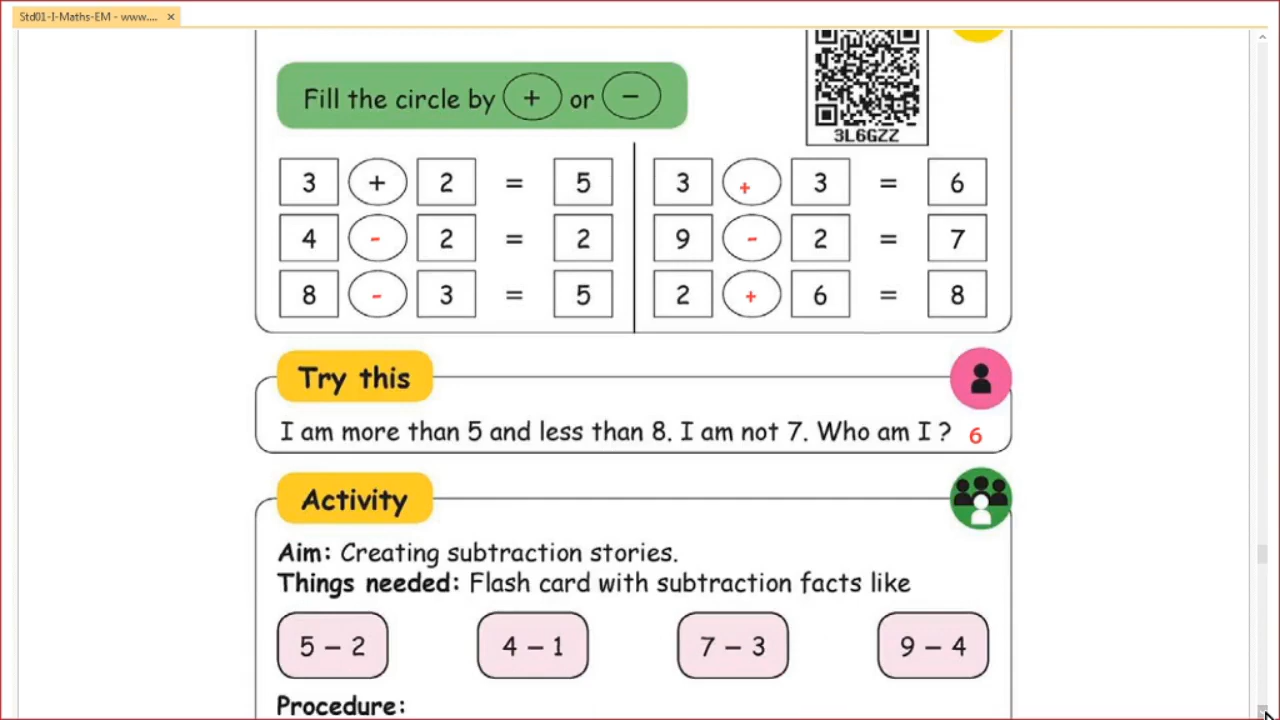 Std01-I-Maths-EM - www.... ×
Fill the circle by + or −
3L6GZZ
3 + 2 = 5 3 + 3 = 6
4 - 2 = 2 9 - 2 = 7
8 - 3 = 5 2 + 6 = 8
Try this
I am more than 5 and less than 8. I am not 7. Who am I ? 6
Activity
Aim: Creating subtraction stories.
Things needed: Flash card with subtraction facts like
5 − 2 4 − 1 7 − 3 9 − 4
Procedure: